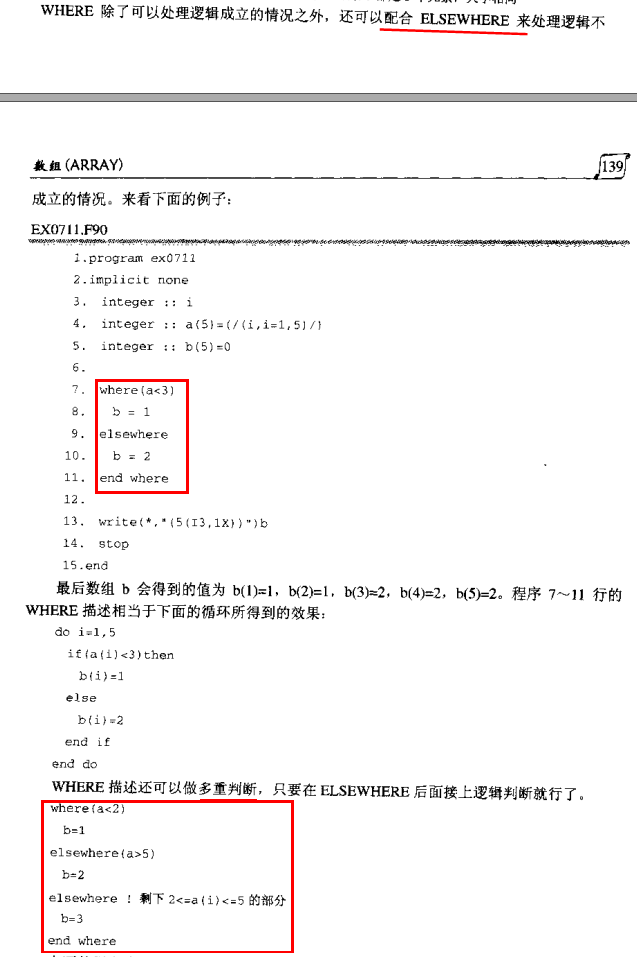 WHERE 除了可以处理逻辑成立的情况之外，还可以配合 ELSEWHERE 来处理逻辑不
数组(ARRAY)
139
成立的情况。来看下面的例子：
EX0711.F90
1.program ex0711
2.implicit none
3. integer :: i
4. integer :: a(5)=(/(i,i=1,5)/)
5. integer :: b(5)=0
6.
7. where(a<3)
8. b = 1
9. elsewhere
10. b = 2
11. end where
12.
13. write(*,"(5(I3,1X))")b
14. stop
15.end
最后数组 b 会得到的值为 b(1)=1，b(2)=1，b(3)=2，b(4)=2，b(5)=2。程序 7～11 行的
WHERE 描述相当于下面的循环所得到的效果：
do i=1,5
if(a(i)<3)then
b(i)=1
else
b(i)=2
end if
end do
WHERE 描述还可以做多重判断，只要在 ELSEWHERE 后面接上逻辑判断就行了。
where(a<2)
b=1
elsewhere(a>5)
b=2
elsewhere ! 剩下 2<=a(i)<=5 的部分
b=3
end where